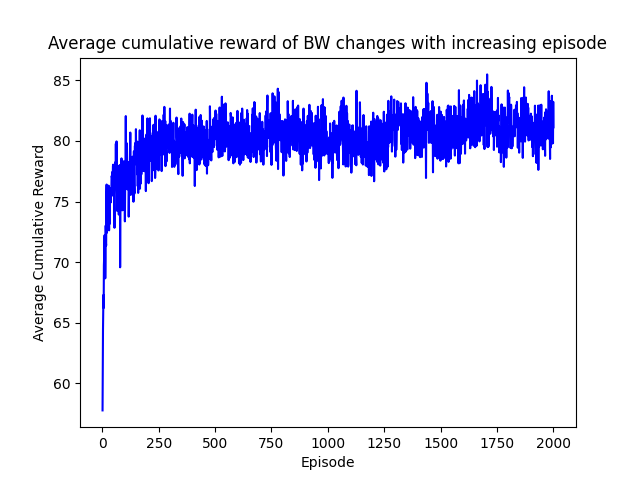 Average cumulative reward of BW changes with increasing episode
85
80
75
70
65
60
Average Cumulative Reward
0 250 500 750 1000 1250 1500 1750 2000
Episode